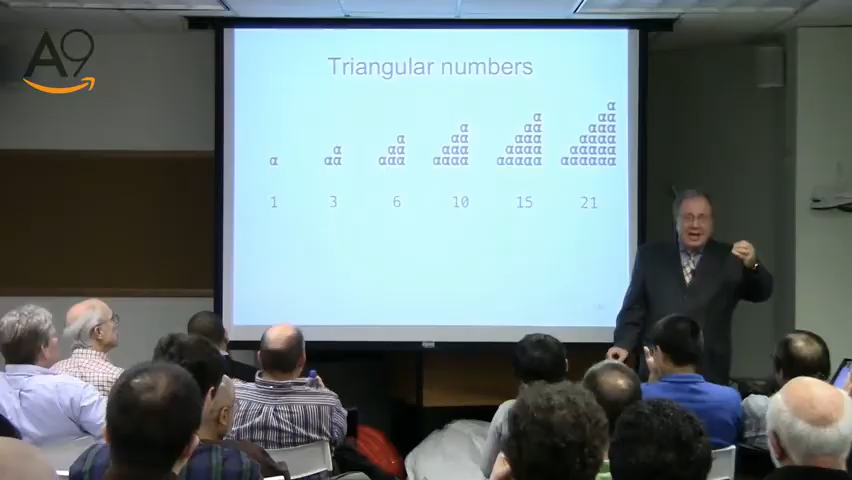 A9
Triangular numbers
α
α αα
α αα ααα
α αα ααα αααα
α αα ααα αααα ααααα
α αα ααα αααα ααααα αααααα
1 3 6 10 15 21